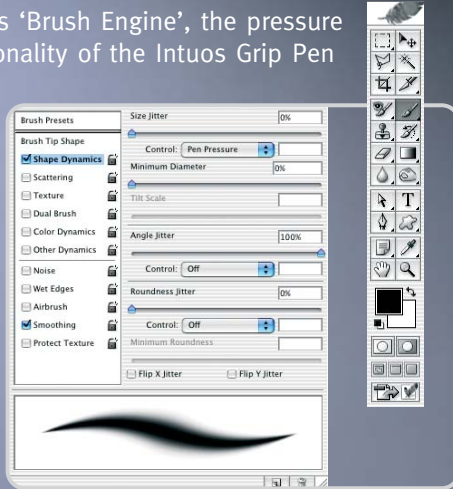 s ‘Brush Engine’, the pressure
onality of the Intuos Grip Pen
Brush Presets
Brush Tip Shape
Shape Dynamics
Scattering
Texture
Dual Brush
Color Dynamics
Other Dynamics
Noise
Wet Edges
Airbrush
Smoothing
Protect Texture
Size Jitter 0%
Control: Pen Pressure
Minimum Diameter 0%
Tilt Scale
Angle Jitter 100%
Control: Off
Roundness Jitter 0%
Control: Off
Minimum Roundness
Flip X Jitter Flip Y Jitter
T